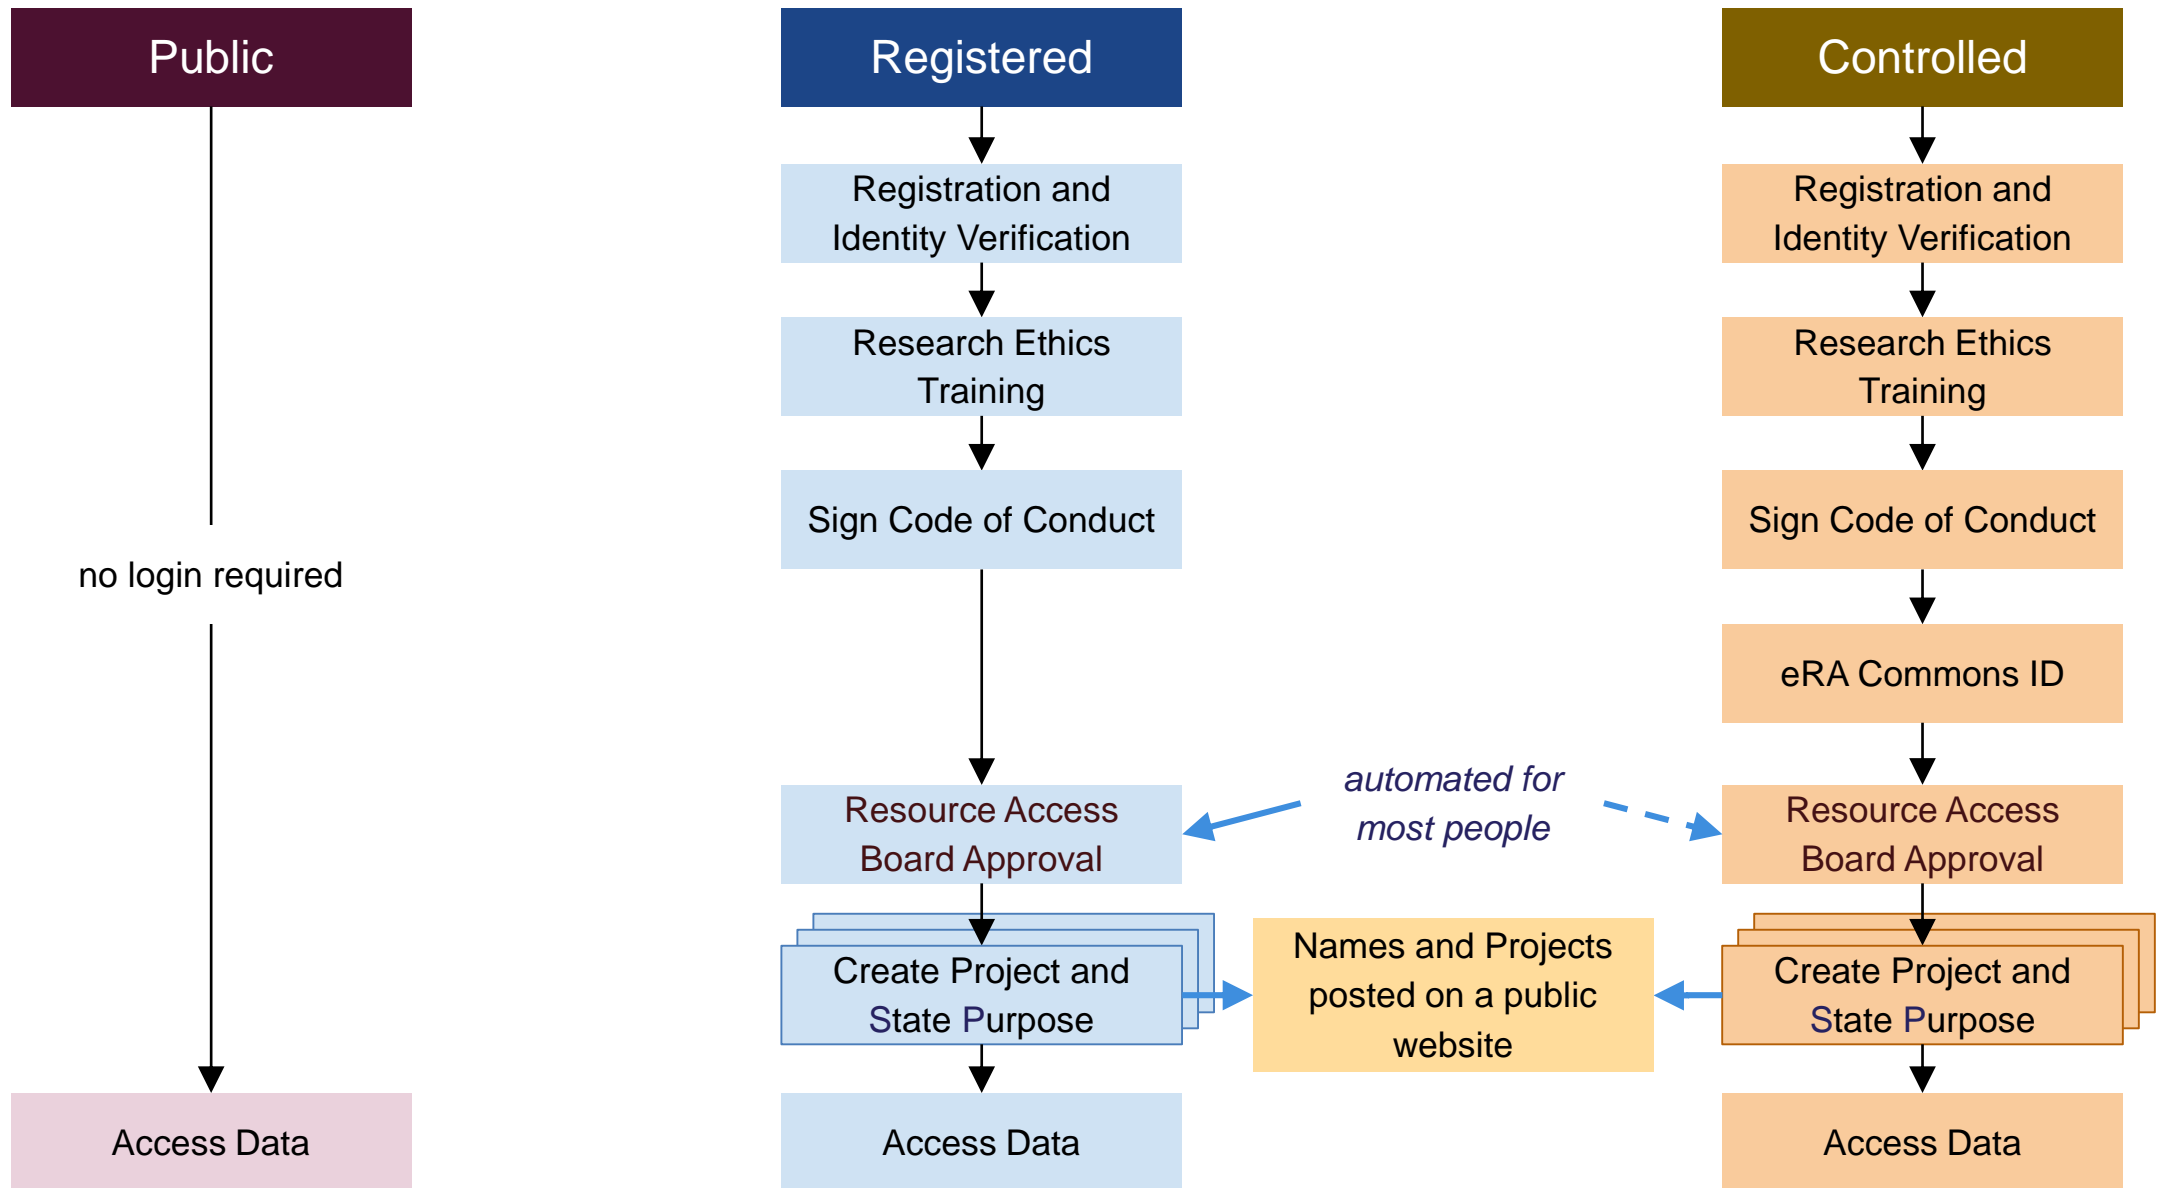 Public
no login required
Access Data
Registered
Registration and
Identity Verification
Research Ethics
Training
Sign Code of Conduct
Resource Access
Board Approval
Create Project and
State Purpose
Access Data
automated for
most people
Names and Projects
posted on a public
website
Controlled
Registration and
Identity Verification
Research Ethics
Training
Sign Code of Conduct
eRA Commons ID
Resource Access
Board Approval
Create Project and
State Purpose
Access Data